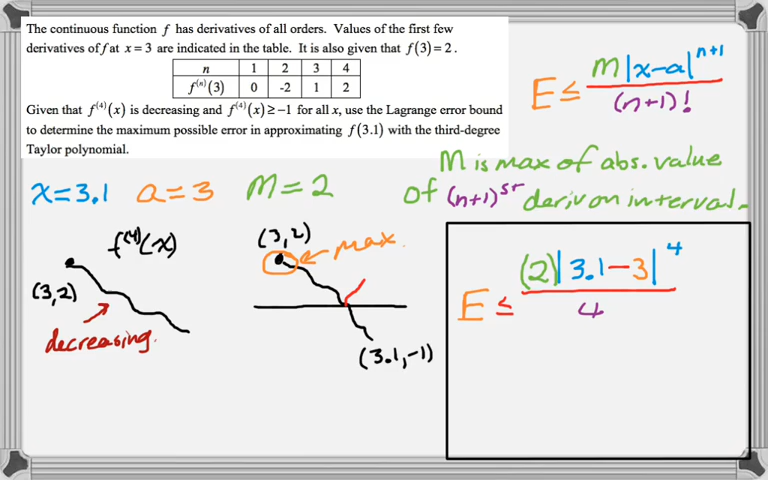 The continuous function f has derivatives of all orders. Values of the first few
derivatives of f at x = 3 are indicated in the table. It is also given that f(3) = 2.
n 1 2 3 4
f^(n)(3) 0 -2 1 2
Given that f^(4)(x) is decreasing and f^(4)(x) ≥ −1 for all x, use the Lagrange error bound
to determine the maximum possible error in approximating f(3.1) with the third-degree
Taylor polynomial.
E ≤ M|x-a|^n+1 / (n+1)!
M is max of abs. value
of (n+1)^st deriv on interval.
x=3.1 a=3 M=2
f^(4)(x)
(3,2)
decreasing.
(3,2)
max.
(3.1,-1)
E ≤ (2)|3.1-3|^4 / 4